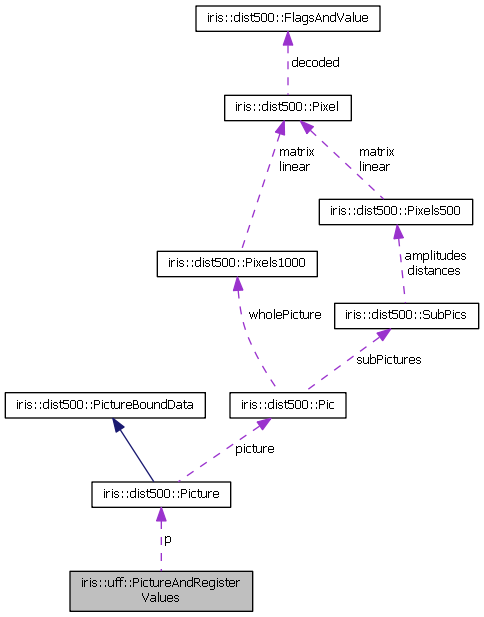 iris::dist500::FlagsAndValue
decoded
iris::dist500::Pixel
matrix
linear
matrix
linear
iris::dist500::Pixels500
amplitudes
distances
iris::dist500::Pixels1000
wholePicture
iris::dist500::SubPics
subPictures
iris::dist500::PictureBoundData
iris::dist500::Pic
picture
iris::dist500::Picture
p
iris::uff::PictureAndRegister
Values